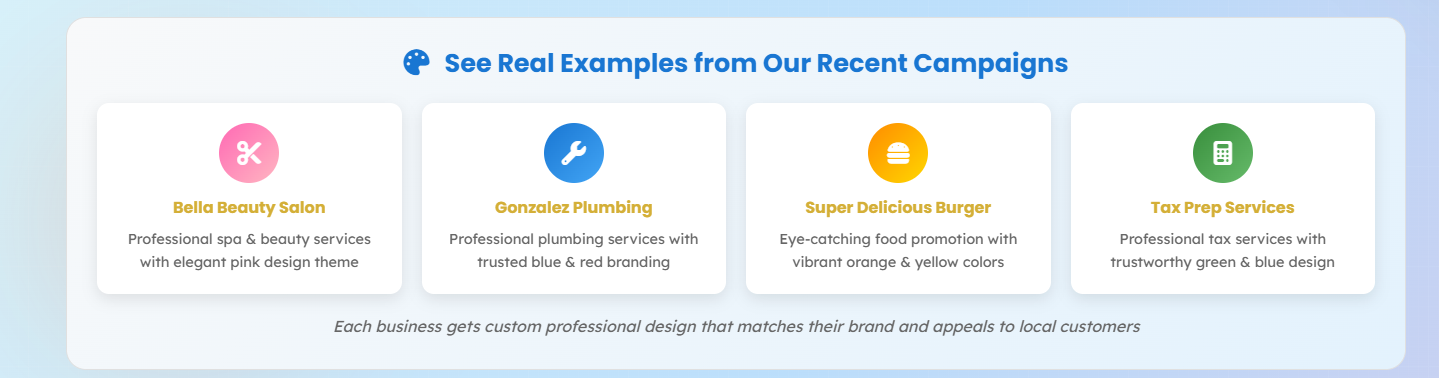 See Real Examples from Our Recent Campaigns
Bella Beauty Salon
Professional spa & beauty services
with elegant pink design theme
Gonzalez Plumbing
Professional plumbing services with
trusted blue & red branding
Super Delicious Burger
Eye-catching food promotion with
vibrant orange & yellow colors
Tax Prep Services
Professional tax services with
trustworthy green & blue design
Each business gets custom professional design that matches their brand and appeals to local customers